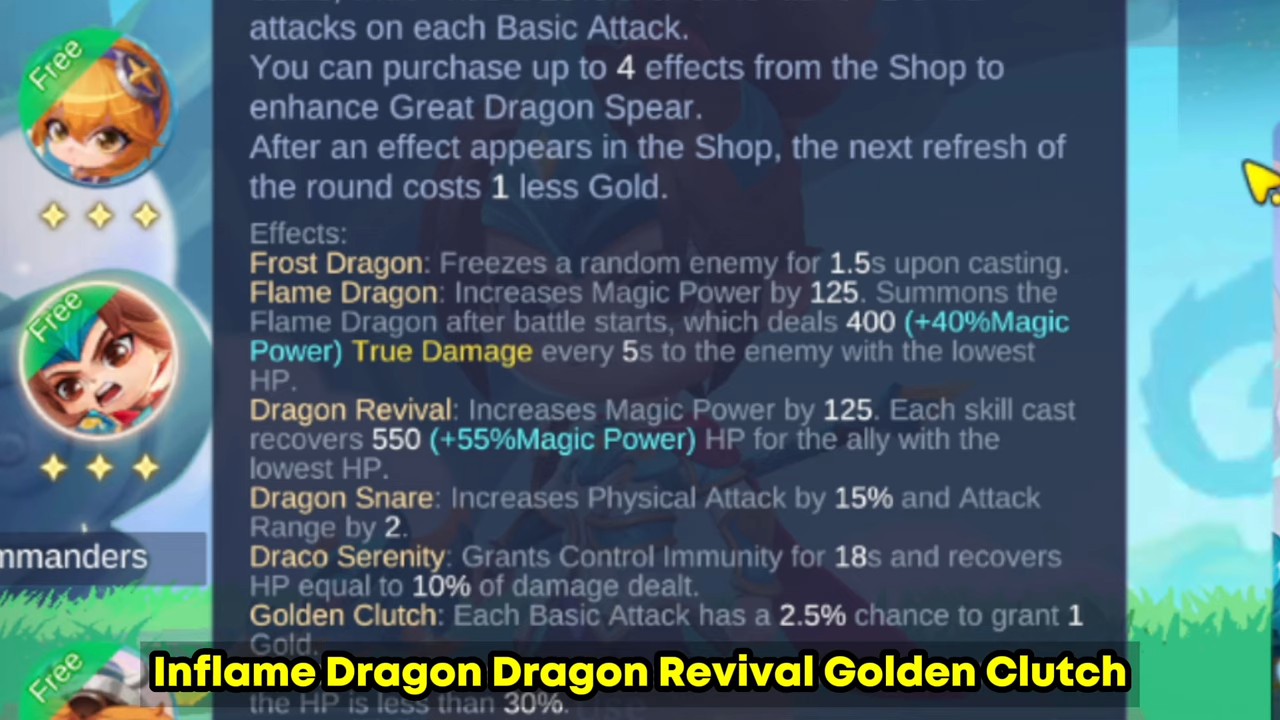 attacks on each Basic Attack.
You can purchase up to 4 effects from the Shop to
enhance Great Dragon Spear.
After an effect appears in the Shop, the next refresh of
the round costs 1 less Gold.
Effects:
Frost Dragon: Freezes a random enemy for 1.5s upon casting.
Flame Dragon: Increases Magic Power by 125. Summons the
Flame Dragon after battle starts, which deals 400 (+40%Magic
Power) True Damage every 5s to the enemy with the lowest
HP.
Dragon Revival: Increases Magic Power by 125. Each skill cast
recovers 550 (+55%Magic Power) HP for the ally with the
lowest HP.
Dragon Snare: Increases Physical Attack by 15% and Attack
Range by 2.
Draco Serenity: Grants Control Immunity for 18s and recovers
HP equal to 10% of damage dealt.
Golden Clutch: Each Basic Attack has a 2.5% chance to grant 1
Gold.
the HP is less than 30%.
Free
Free
mmanders
Free
Inflame Dragon Dragon Revival Golden Clutch